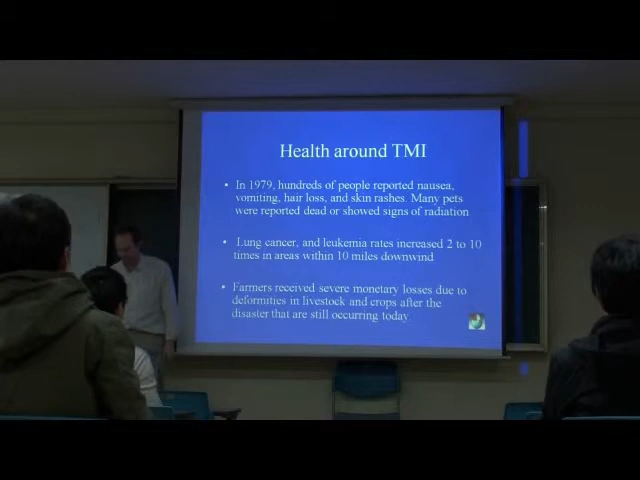 Health around TMI
• In 1979, hundreds of people reported nausea,
vomiting, hair loss, and skin rashes. Many pets
were reported dead or showed signs of radiation
• Lung cancer, and leukemia rates increased 2 to 10
times in areas within 10 miles downwind
• Farmers received severe monetary losses due to
deformities in livestock and crops after the
disaster that are still occurring today.